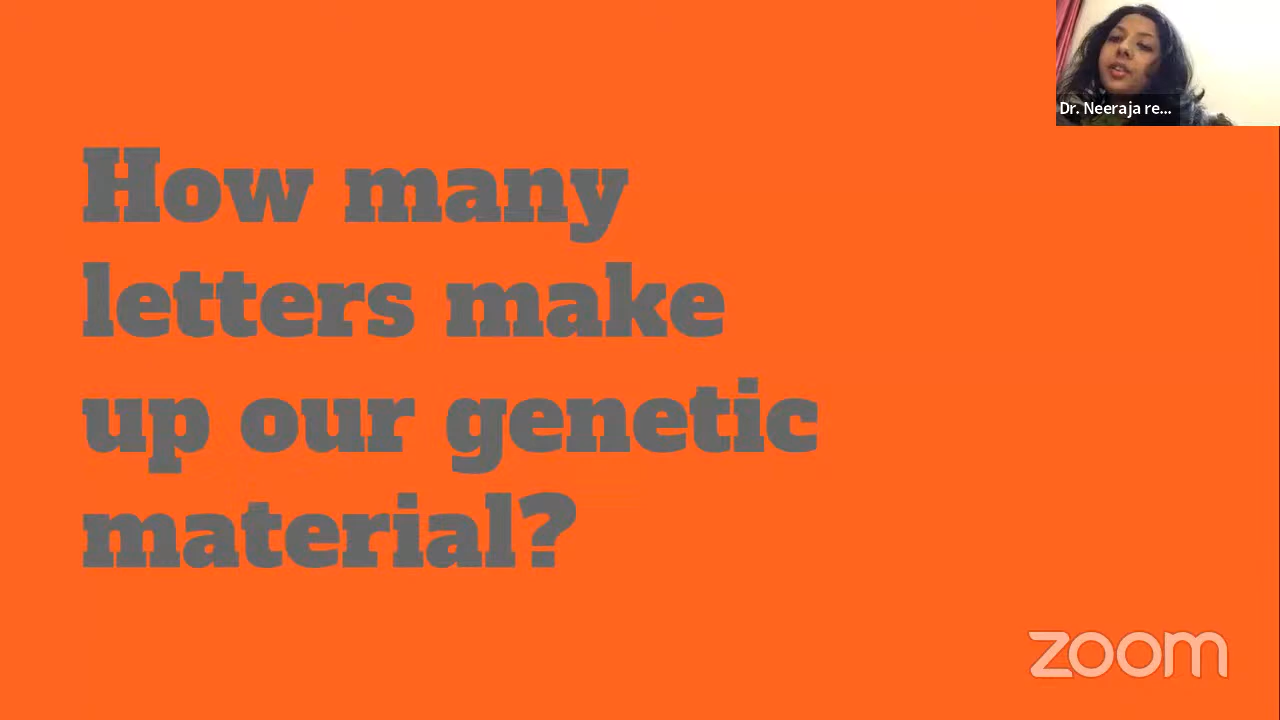 Dr. Neeraja re...
How many
letters make
up our genetic
material?
zoom